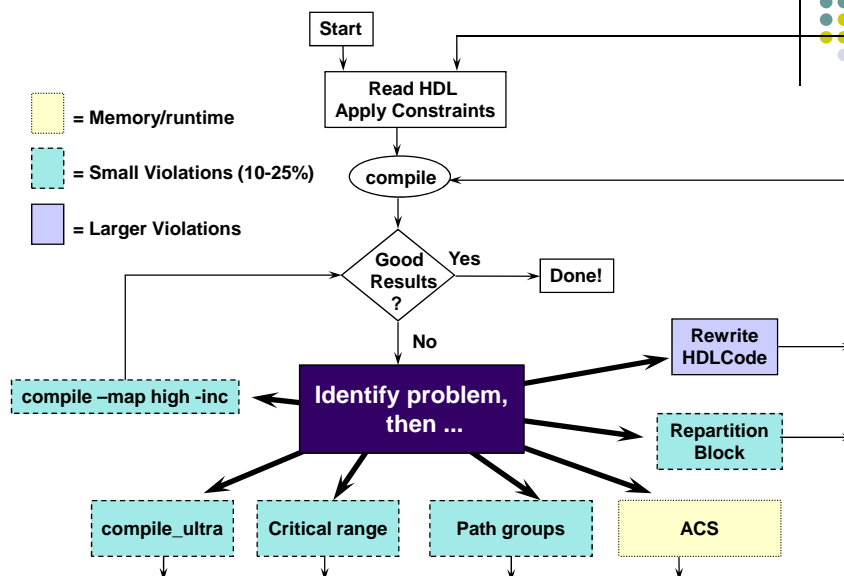 Start
Read HDL
Apply Constraints
= Memory/runtime
= Small Violations (10-25%)
compile
= Larger Violations
Good
Results
?
Yes
Done!
No
Rewrite
HDLCode
Identify problem,
then ...
compile –map high -inc
Repartition
Block
compile_ultra
Critical range
Path groups
ACS